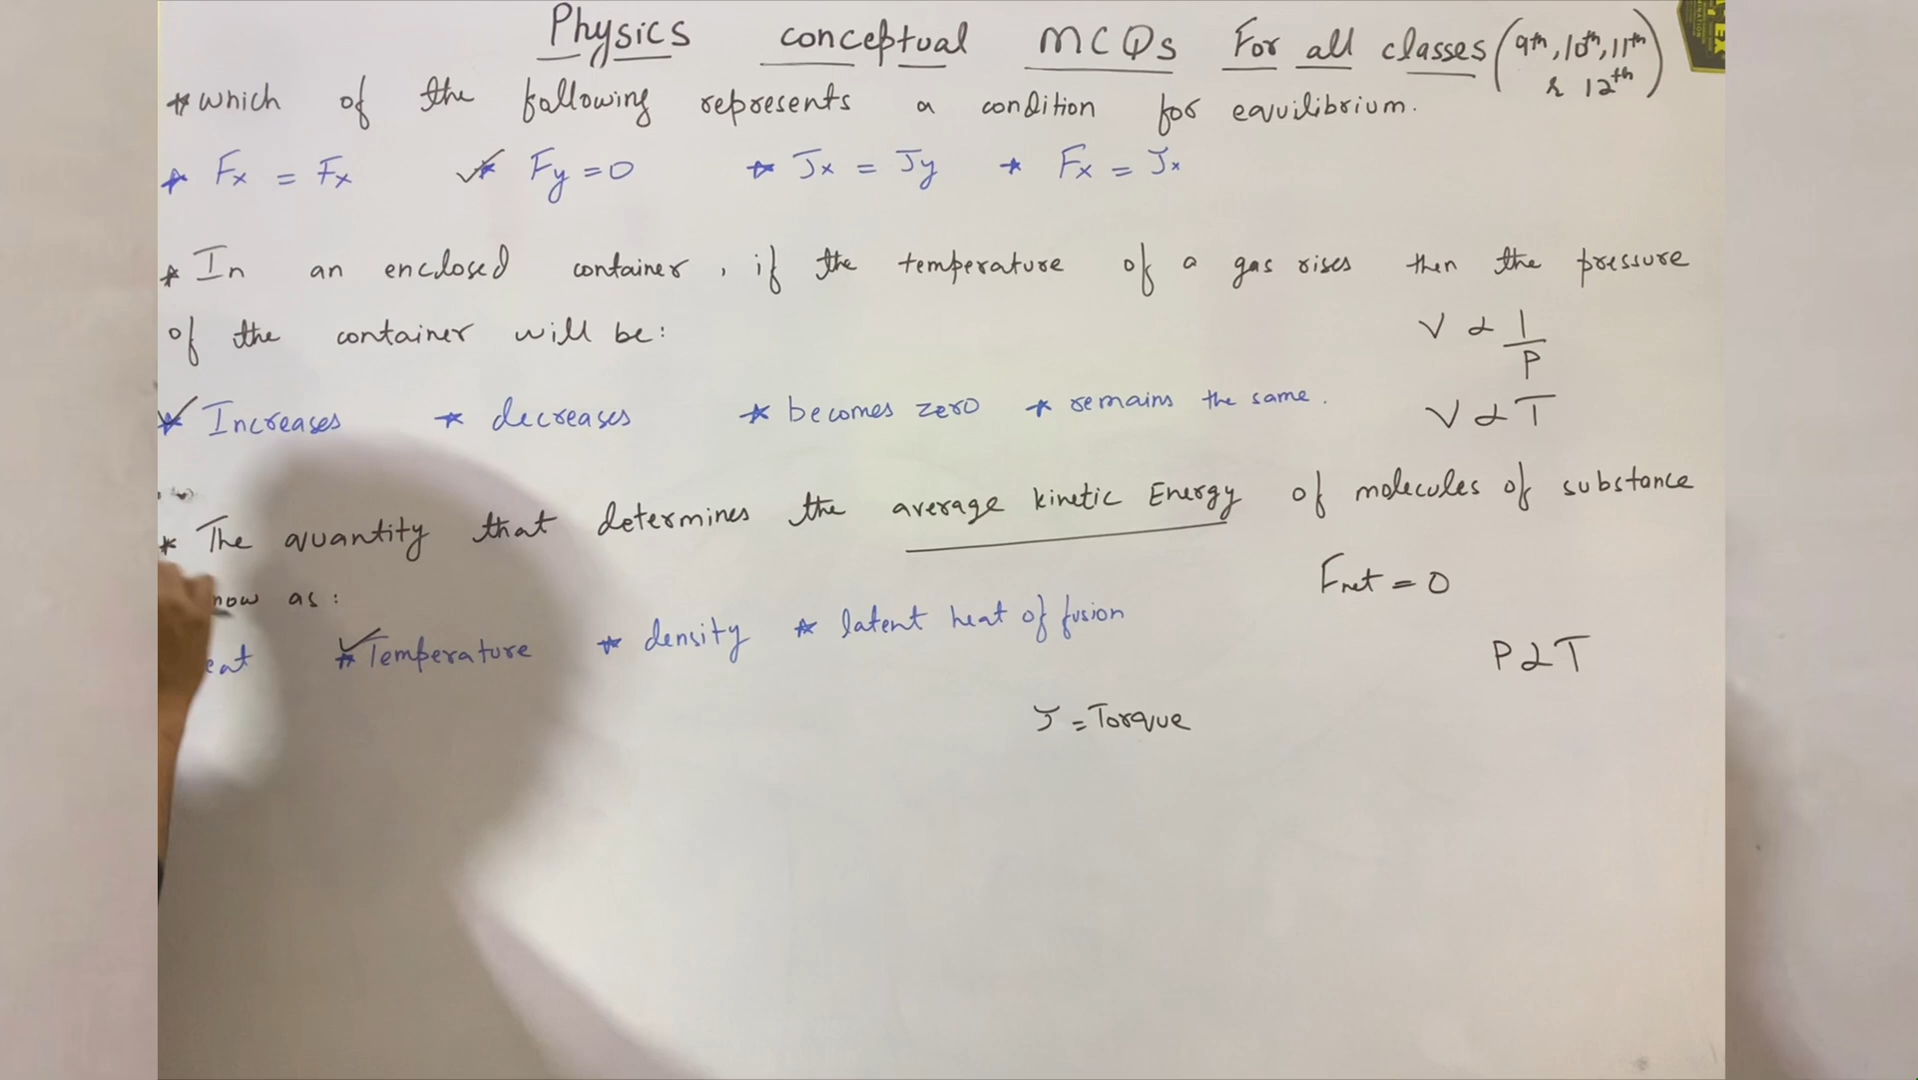 Physics conceptual MCQs For all classes (9th, 10th, 11th
& 12th)
* which of the following represents a condition for equilibrium.
* Fx = Fx * Fy = 0 * τx = τy * Fx = τx
* In an enclosed container, if the temperature of a gas rises then the pressure
of the container will be:
V ∝ 1/P
* Increases * decreases * becomes zero * remains the same.
V ∝ T
* The quantity that determines the average kinetic Energy of molecules of substance
now as:
Fnet = 0
eat * Temperature * density * latent heat of fusion
P ∝ T
τ = Torque